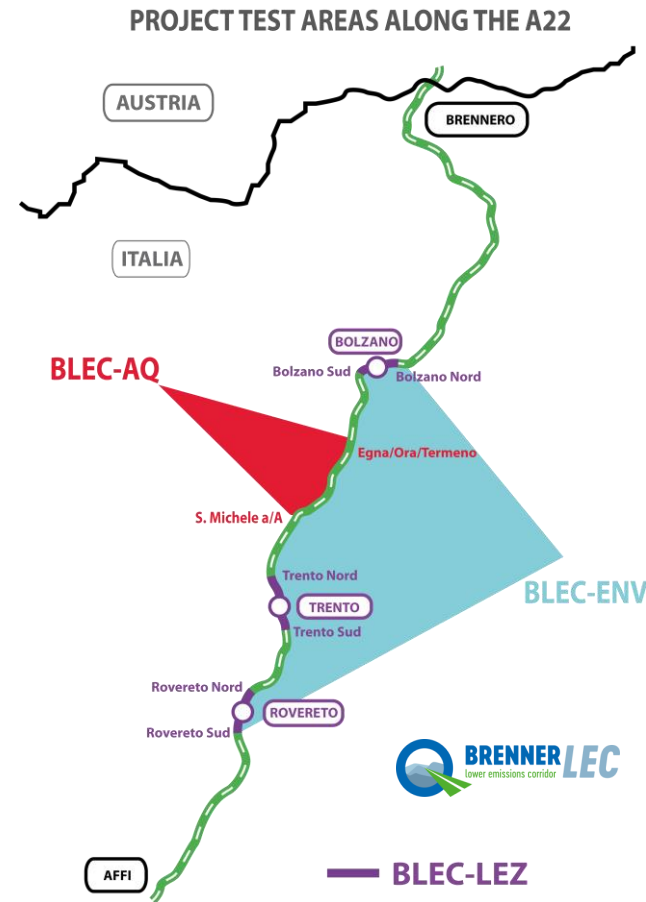 PROJECT TEST AREAS ALONG THE A22
AUSTRIA
BRENNERO
ITALIA
BOLZANO
Bolzano Sud
Bolzano Nord
BLEC-AQ
Egna/Ora/Termeno
S. Michele a/A
Trento Nord
BLEC-ENV
TRENTO
Trento Sud
Rovereto Nord
ROVERETO
Rovereto Sud
BRENNER LEC
lower emissions corridor
AFFI
BLEC-LEZ